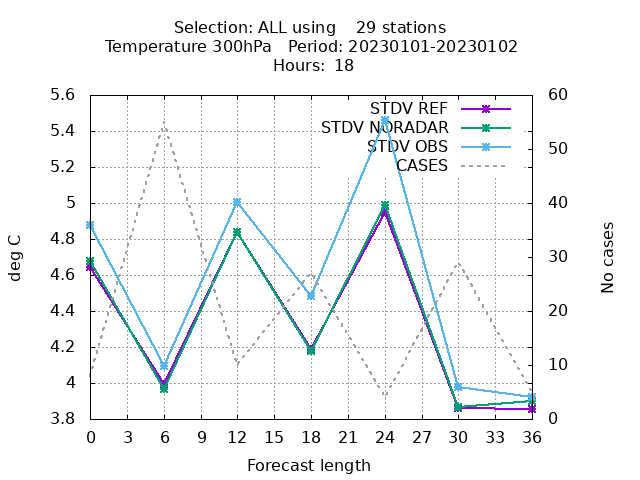 Selection: ALL using    29 stations
Temperature 300hPa   Period: 20230101-20230102
Hours:  18
STDV REF
STDV NORADAR
STDV OBS
CASES
deg C
5.6
5.4
5.2
5
4.8
4.6
4.4
4.2
4
3.8
60
50
40
30
20
10
0
No cases
0 3 6 9 12 15 18 21 24 27 30 33 36
Forecast length